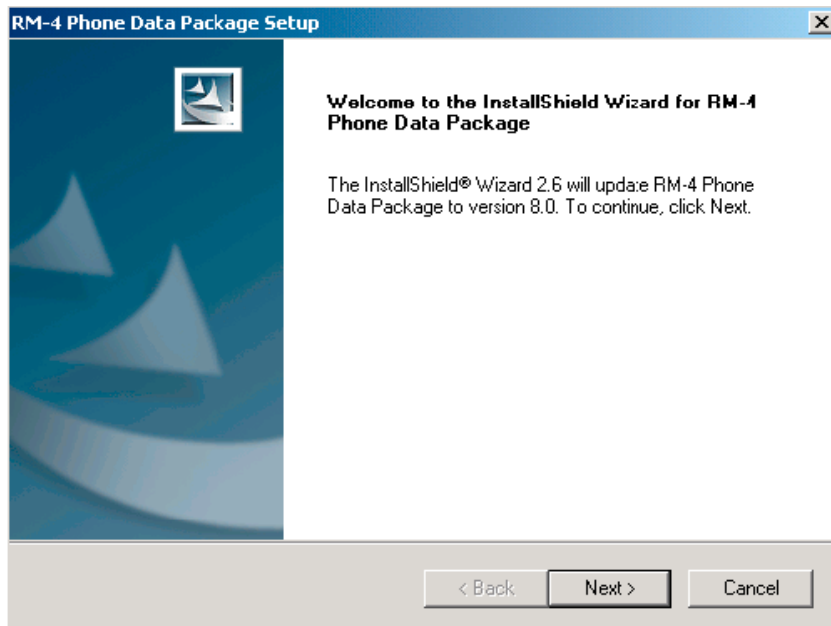 RM-4 Phone Data Package Setup
Welcome to the InstallShield Wizard for RM-4
Phone Data Package
The InstallShield® Wizard 2.6 will update RM-4 Phone
Data Package to version 8.0. To continue, click Next.
< Back
Next >
Cancel